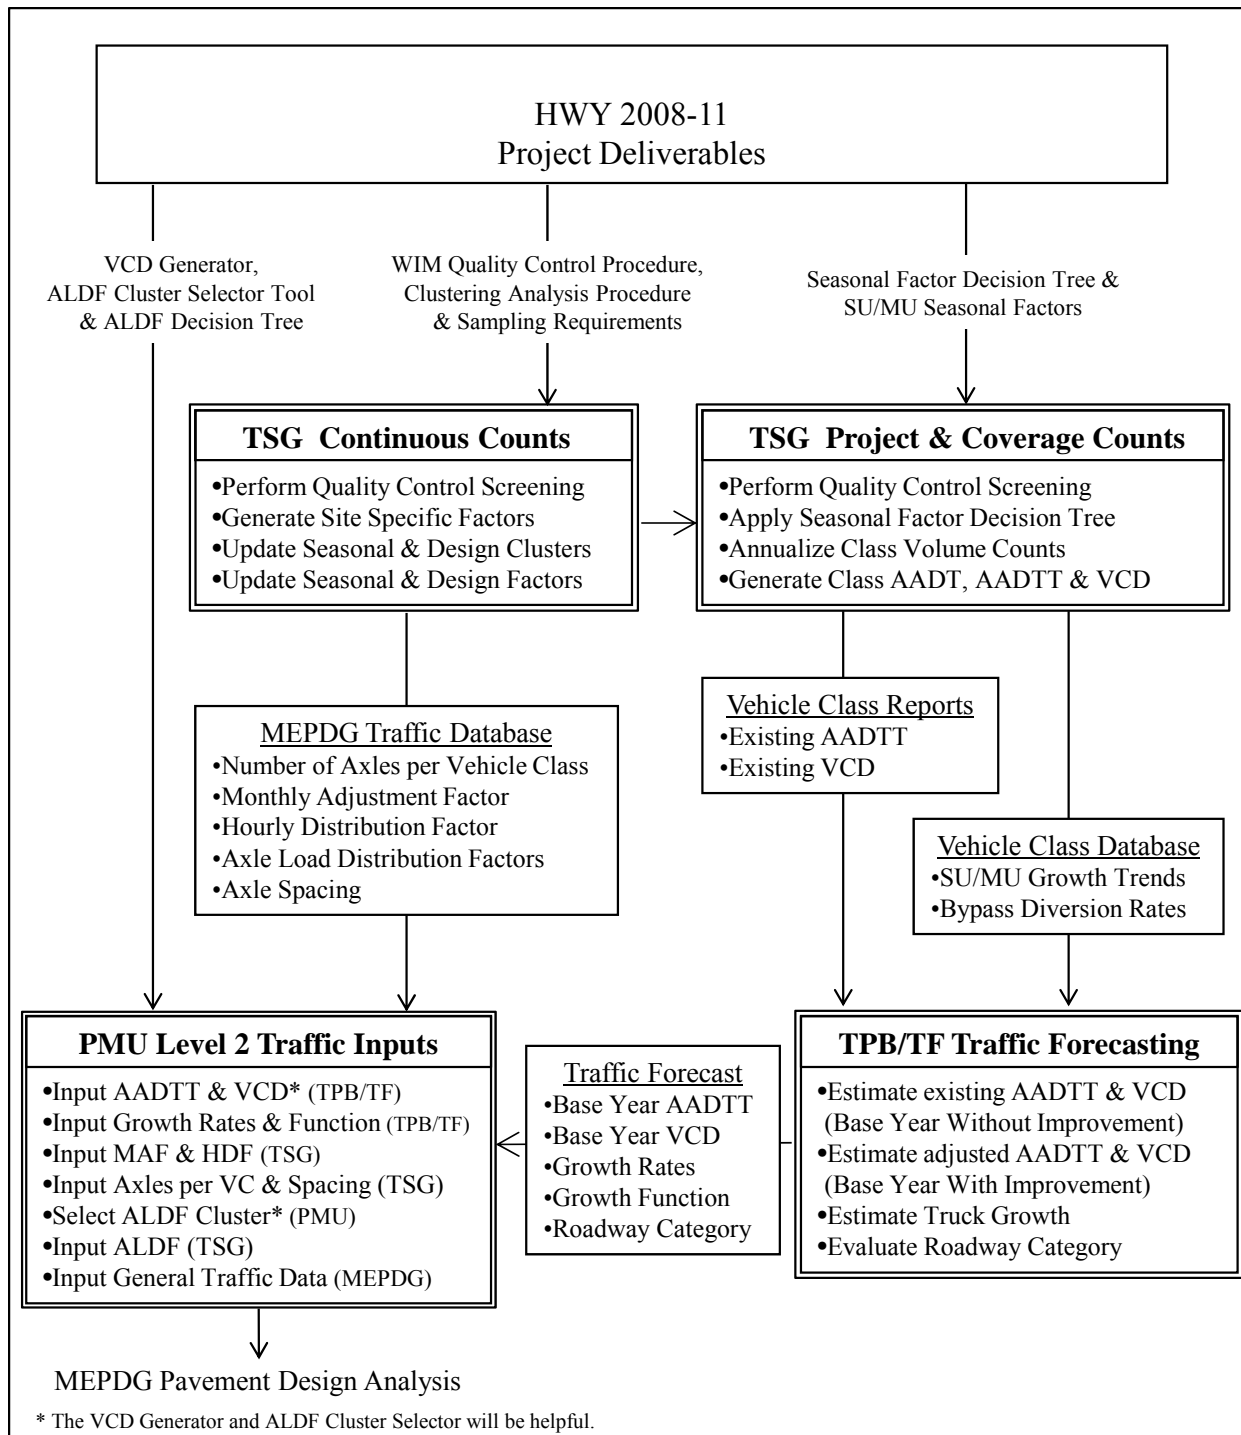 HWY 2008-11
Project Deliverables
VCD Generator,
ALDF Cluster Selector Tool
& ALDF Decision Tree
WIM Quality Control Procedure,
Clustering Analysis Procedure
& Sampling Requirements
Seasonal Factor Decision Tree &
SU/MU Seasonal Factors
TSG Continuous Counts
•Perform Quality Control Screening
•Generate Site Specific Factors
•Update Seasonal & Design Clusters
•Update Seasonal & Design Factors
TSG Project & Coverage Counts
•Perform Quality Control Screening
•Apply Seasonal Factor Decision Tree
•Annualize Class Volume Counts
•Generate Class AADT, AADTT & VCD
MEPDG Traffic Database
•Number of Axles per Vehicle Class
•Monthly Adjustment Factor
•Hourly Distribution Factor
•Axle Load Distribution Factors
•Axle Spacing
Vehicle Class Reports
•Existing AADTT
•Existing VCD
Vehicle Class Database
•SU/MU Growth Trends
•Bypass Diversion Rates
PMU Level 2 Traffic Inputs
•Input AADTT & VCD* (TPB/TF)
•Input Growth Rates & Function (TPB/TF)
•Input MAF & HDF (TSG)
•Input Axles per VC & Spacing (TSG)
•Select ALDF Cluster* (PMU)
•Input ALDF (TSG)
•Input General Traffic Data (MEPDG)
Traffic Forecast
•Base Year AADTT
•Base Year VCD
•Growth Rates
•Growth Function
•Roadway Category
TPB/TF Traffic Forecasting
•Estimate existing AADTT & VCD
(Base Year Without Improvement)
•Estimate adjusted AADTT & VCD
(Base Year With Improvement)
•Estimate Truck Growth
•Evaluate Roadway Category
MEPDG Pavement Design Analysis
* The VCD Generator and ALDF Cluster Selector will be helpful.